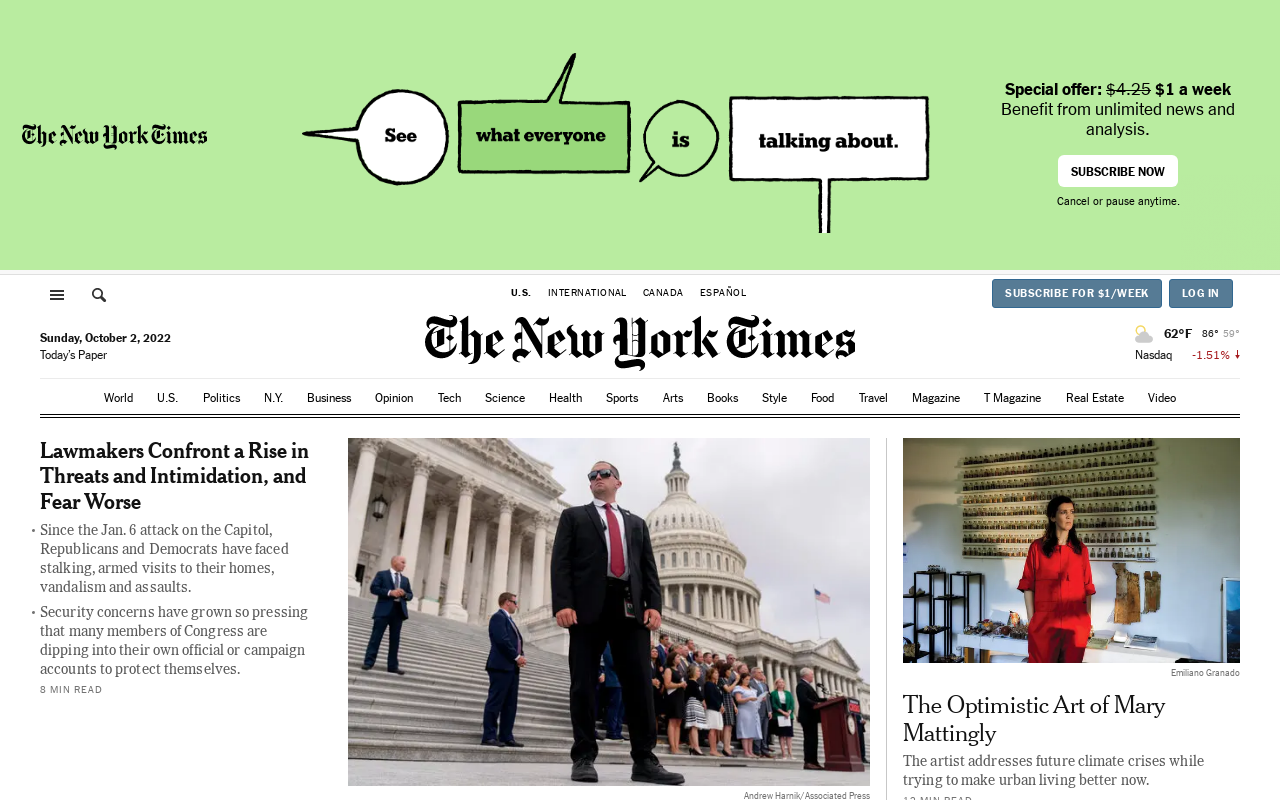 The New York Times
See
what everyone
is
talking about.
Special offer: $4.25 $1 a week
Benefit from unlimited news and
analysis.
SUBSCRIBE NOW
Cancel or pause anytime.
U.S. INTERNATIONAL CANADA ESPAÑOL
SUBSCRIBE FOR $1/WEEK LOG IN
Sunday, October 2, 2022
Today's Paper
The New York Times
62°F 86° 59°
Nasdaq -1.51% ↓
World U.S. Politics N.Y. Business Opinion Tech Science Health Sports Arts Books Style Food Travel Magazine T Magazine Real Estate Video
Lawmakers Confront a Rise in
Threats and Intimidation, and
Fear Worse
• Since the Jan. 6 attack on the Capitol,
Republicans and Democrats have faced
stalking, armed visits to their homes,
vandalism and assaults.
• Security concerns have grown so pressing
that many members of Congress are
dipping into their own official or campaign
accounts to protect themselves.
8 MIN READ
Andrew Harnik/Associated Press
Emiliano Granado
The Optimistic Art of Mary
Mattingly
The artist addresses future climate crises while
trying to make urban living better now.
12 MIN READ